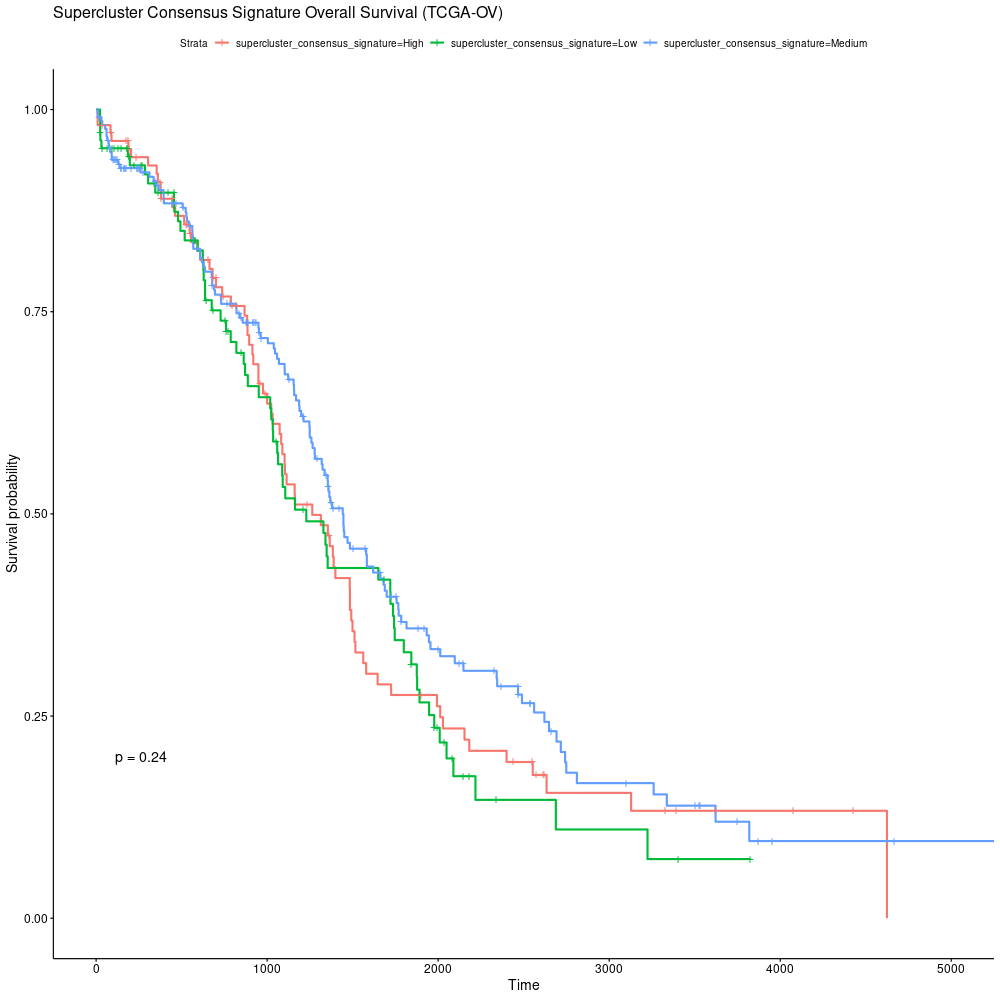 Supercluster Consensus Signature Overall Survival (TCGA-OV)
Strata supercluster_consensus_signature=High supercluster_consensus_signature=Low supercluster_consensus_signature=Medium
Survival probability
1.00
0.75
0.50
0.25
0.00
p = 0.24
0 1000 2000 3000 4000 5000
Time